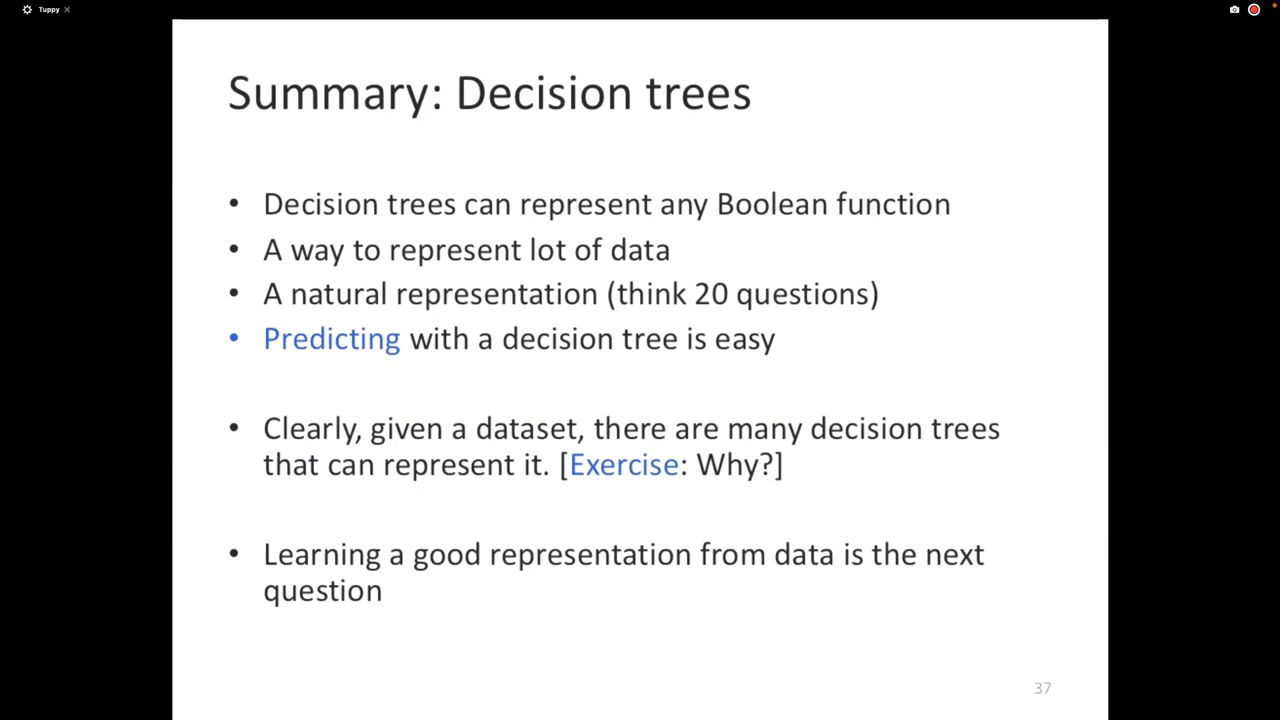 Tuppy ×
Summary: Decision trees
• Decision trees can represent any Boolean function
• A way to represent lot of data
• A natural representation (think 20 questions)
• Predicting with a decision tree is easy
• Clearly, given a dataset, there are many decision trees
that can represent it. [Exercise: Why?]
• Learning a good representation from data is the next
question
37